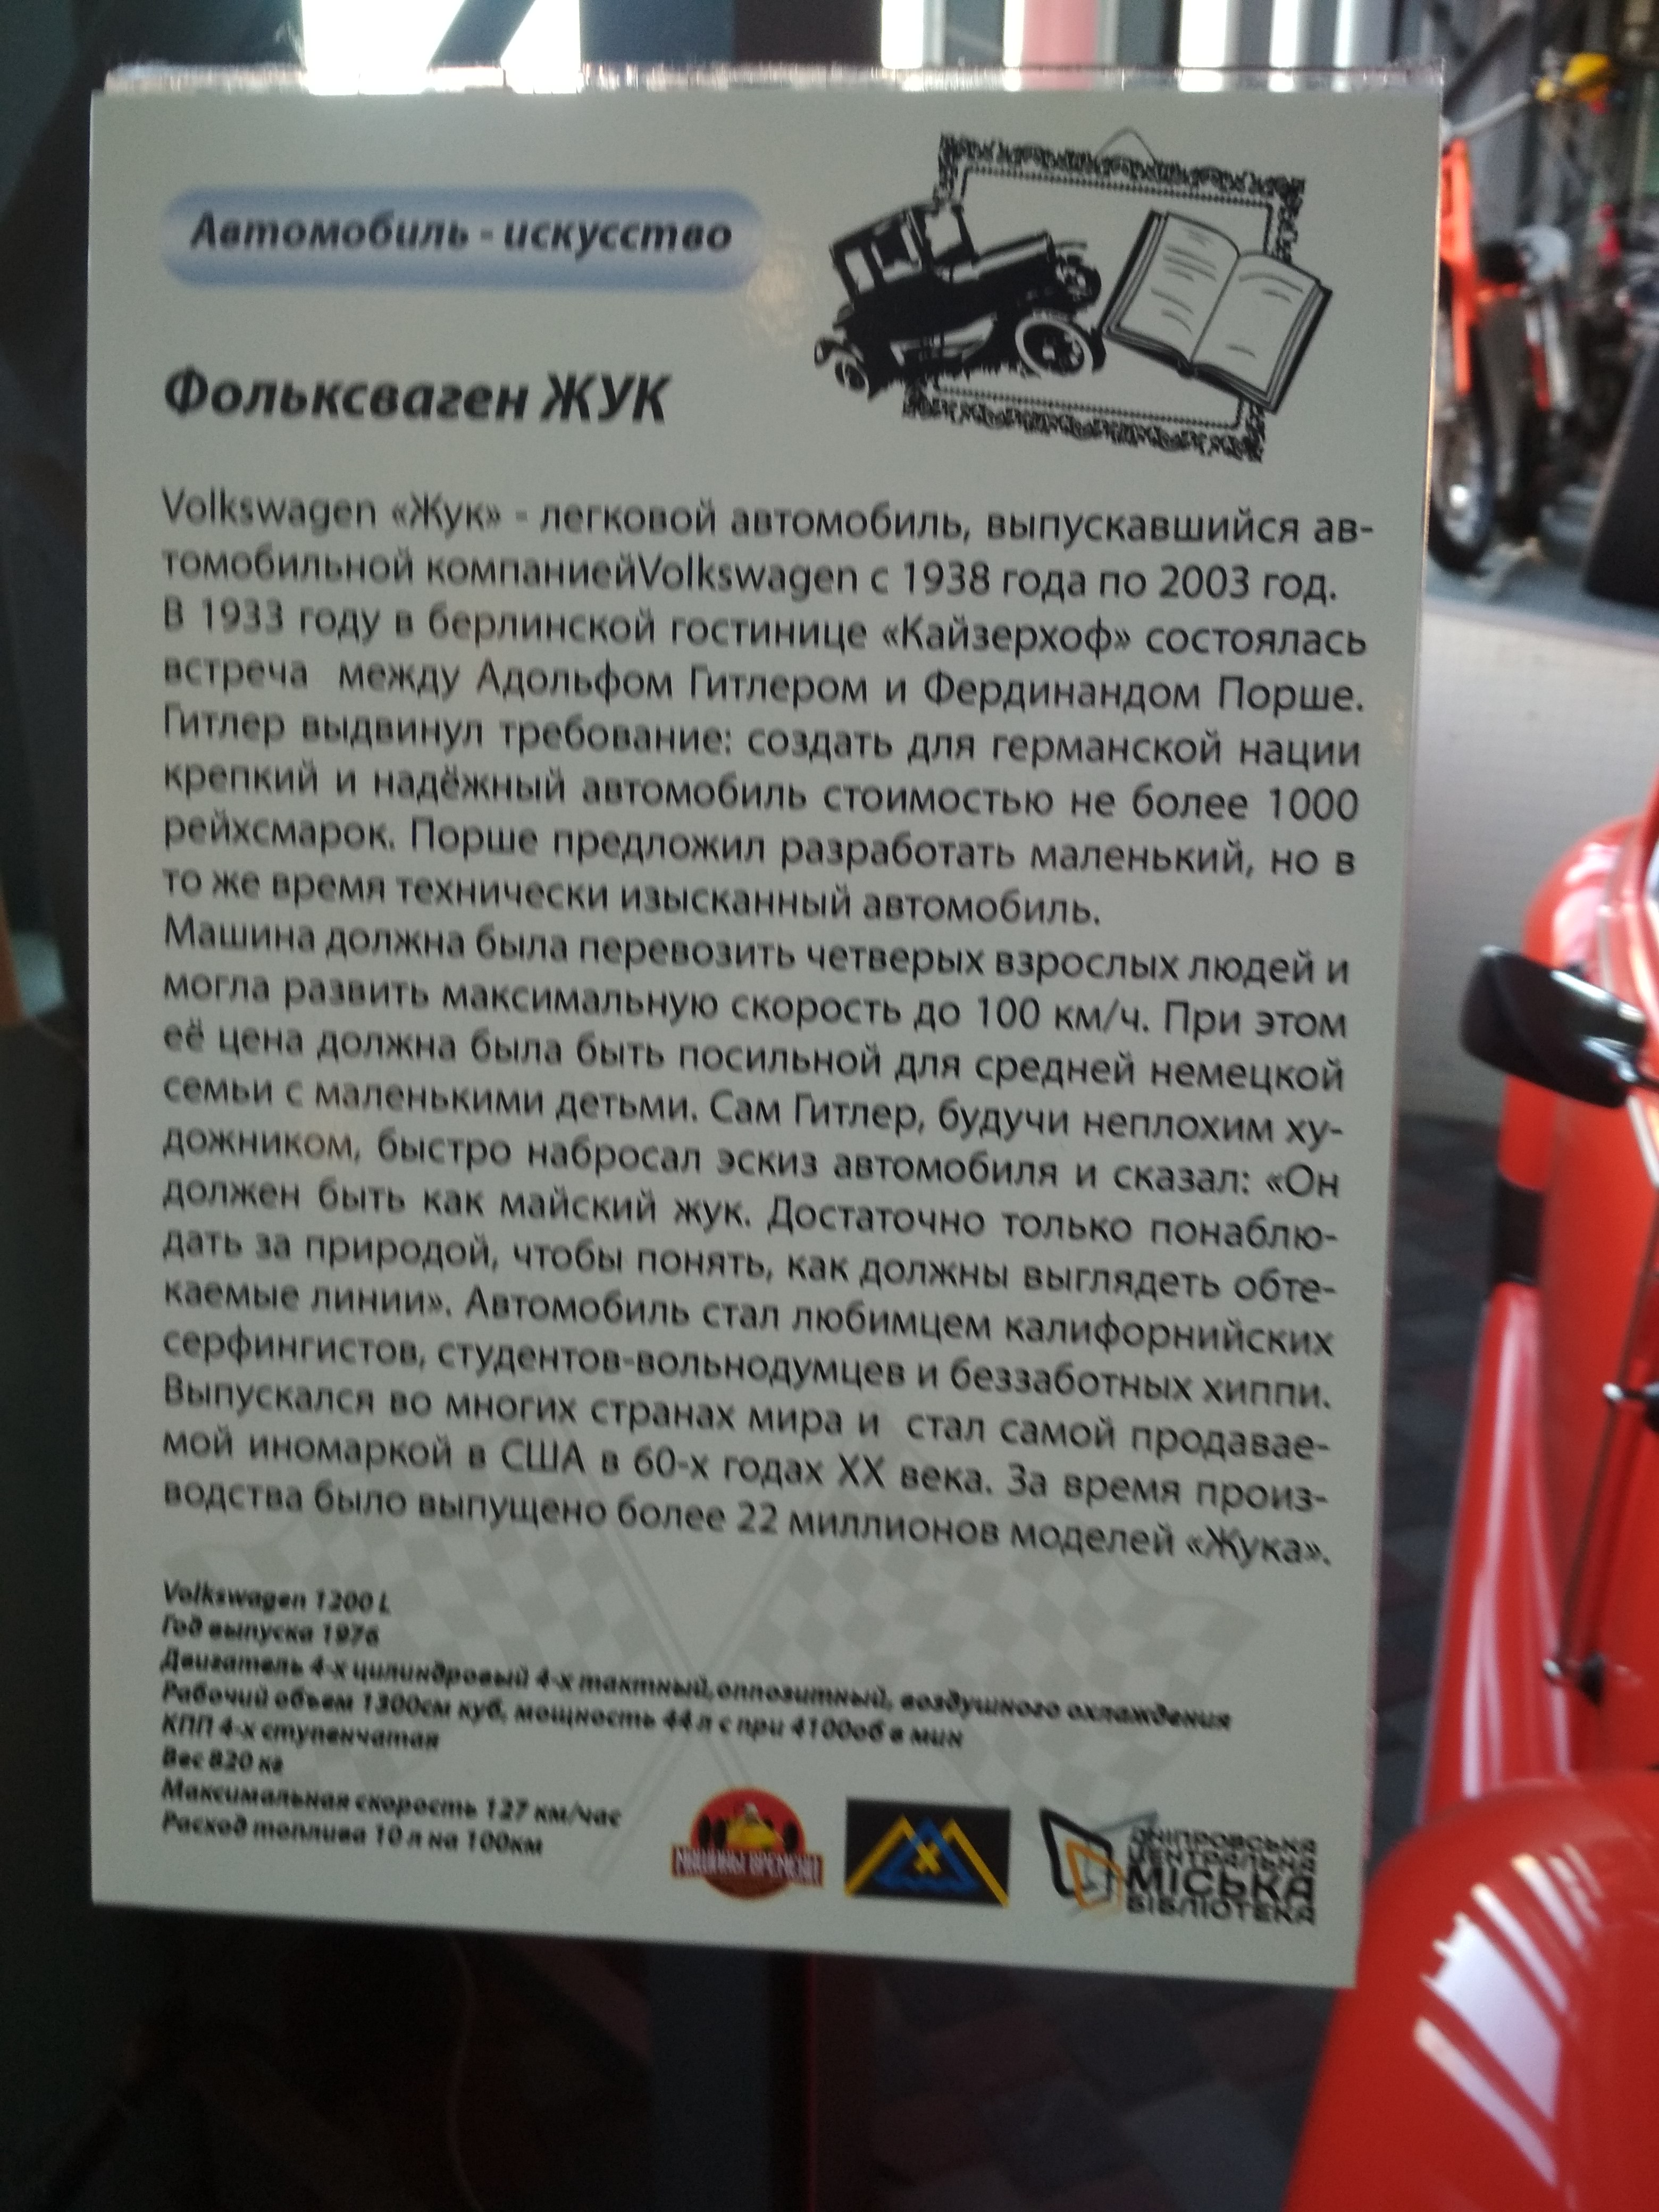 Автомобиль - искусство
Фольксваген ЖУК
Volkswagen «Жук» - легковой автомобиль, выпускавшийся ав-
томобильной компаниейVolkswagen с 1938 года по 2003 год.
В 1933 году в берлинской гостинице «Кайзерхоф» состоялась
встреча между Адольфом Гитлером и Фердинандом Порше.
Гитлер выдвинул требование: создать для германской нации
крепкий и надёжный автомобиль стоимостью не более 1000
рейхсмарок. Порше предложил разработать маленький, но в
то же время технически изысканный автомобиль.
Машина должна была перевозить четверых взрослых людей и
могла развить максимальную скорость до 100 км/ч. При этом
её цена должна была быть посильной для средней немецкой
семьи с маленькими детьми. Сам Гитлер, будучи неплохим ху-
дожником, быстро набросал эскиз автомобиля и сказал: «Он
должен быть как майский жук. Достаточно только понаблю-
дать за природой, чтобы понять, как должны выглядеть обте-
каемые линии». Автомобиль стал любимцем калифорнийских
серфингистов, студентов-вольнодумцев и беззаботных хиппи.
Выпускался во многих странах мира и стал самой продавае-
мой иномаркой в США в 60-х годах XX века. За время произ-
водства было выпущено более 22 миллионов моделей «Жука».
Volkswagen 1200 L
Год выпуска 1976
Двигатель 4-х цилиндровый 4-х тактный,оппозитный, воздушного охлаждения
Рабочий объем 1300см куб, мощность 44 л с при 4100об в мин
КПП 4-х ступенчатая
Вес 820 кг
Максимальная скорость 127 км/час
Расход топлива 10 л на 100км
МАШИНЫ ВРЕМЕНИ
ДНІПРОВСЬКА
ЦЕНТРАЛЬНА
МІСЬКА
БІБЛІОТЕКА